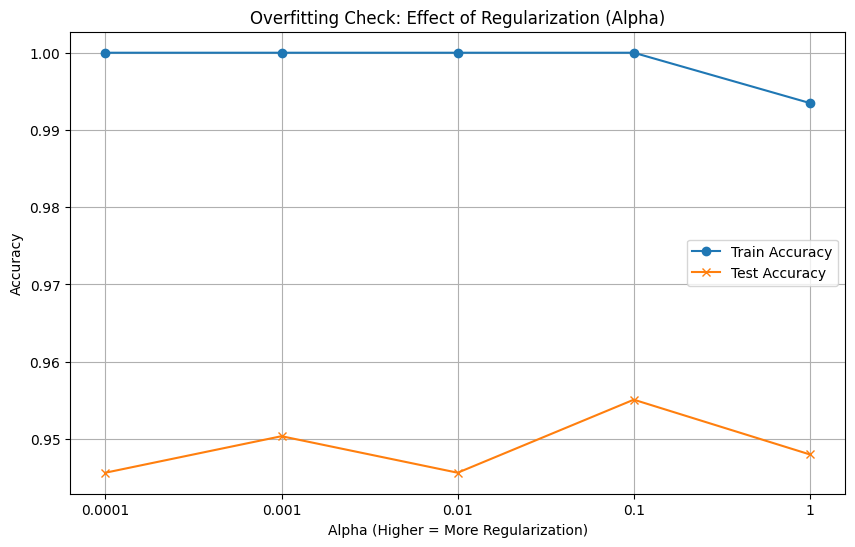 Overfitting Check: Effect of Regularization (Alpha)
Accuracy
1.00
0.99
0.98
0.97
0.96
0.95
Train Accuracy
Test Accuracy
0.0001
0.001
0.01
0.1
1
Alpha (Higher = More Regularization)